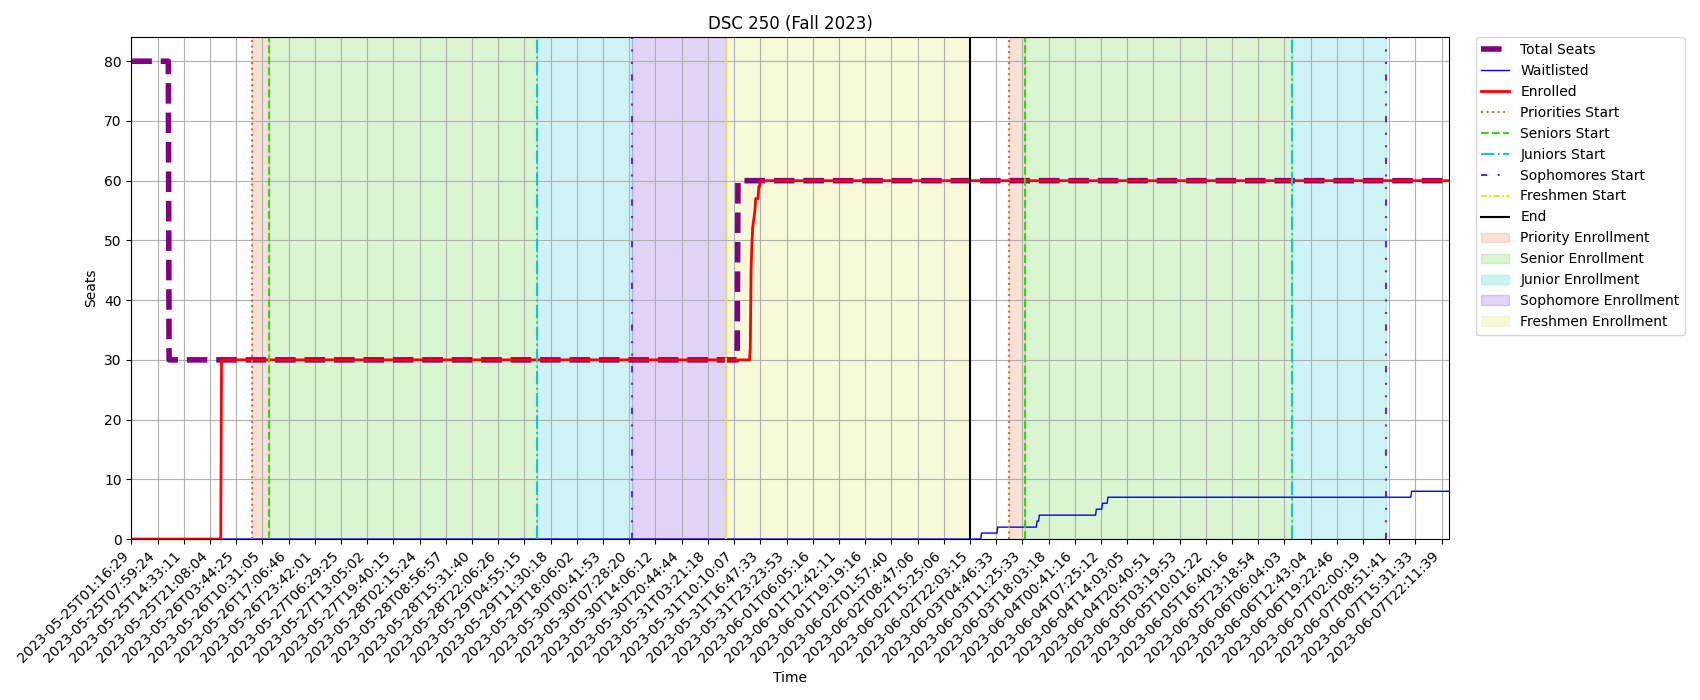 DSC 250 (Fall 2023)
Seats
80
70
60
50
40
30
20
10
0
2023-05-25T01:16:29
2023-05-25T07:59:24
2023-05-25T14:33:11
2023-05-25T21:08:04
2023-05-26T03:44:25
2023-05-26T10:31:05
2023-05-26T17:06:46
2023-05-26T23:42:01
2023-05-27T06:29:25
2023-05-27T13:05:02
2023-05-27T19:40:15
2023-05-28T02:15:24
2023-05-28T08:56:57
2023-05-28T15:31:40
2023-05-28T22:06:26
2023-05-29T04:55:15
2023-05-29T11:30:18
2023-05-29T18:06:02
2023-05-30T00:41:53
2023-05-30T07:28:20
2023-05-30T14:06:12
2023-05-30T20:44:44
2023-05-31T03:21:18
2023-05-31T10:10:07
2023-05-31T16:47:33
2023-05-31T23:23:53
2023-06-01T06:05:16
2023-06-01T12:42:11
2023-06-01T19:19:16
2023-06-02T01:57:40
2023-06-02T08:47:06
2023-06-02T15:25:06
2023-06-02T22:03:15
2023-06-03T04:46:33
2023-06-03T11:25:33
2023-06-03T18:03:18
2023-06-04T00:41:16
2023-06-04T07:25:12
2023-06-04T14:03:05
2023-06-04T20:40:51
2023-06-05T03:19:53
2023-06-05T10:01:22
2023-06-05T16:40:16
2023-06-05T23:18:54
2023-06-06T06:04:03
2023-06-06T12:43:04
2023-06-06T19:22:46
2023-06-07T02:00:19
2023-06-07T08:51:41
2023-06-07T15:31:33
2023-06-07T22:11:39
Time
Total Seats
Waitlisted
Enrolled
Priorities Start
Seniors Start
Juniors Start
Sophomores Start
Freshmen Start
End
Priority Enrollment
Senior Enrollment
Junior Enrollment
Sophomore Enrollment
Freshmen Enrollment